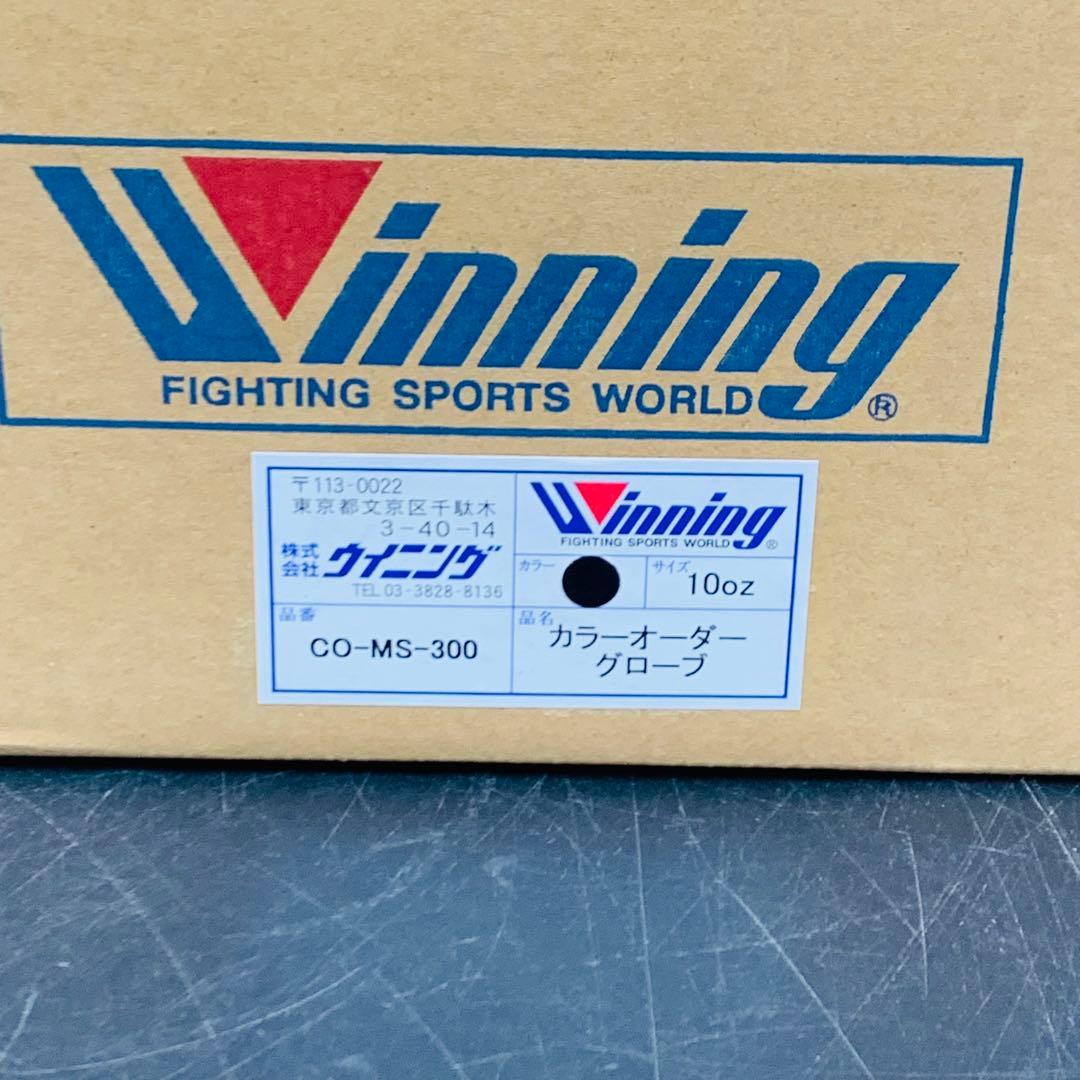 Winning
FIGHTING SPORTS WORLD ®
〒113-0022
東京都文京区千駄木
3-40-14
株式会社 ウイニング
TEL 03-3828-8136
Winning
FIGHTING SPORTS WORLD ®
カラー
サイズ 10oz
品番
CO-MS-300
品名
カラーオーダー
グローブ